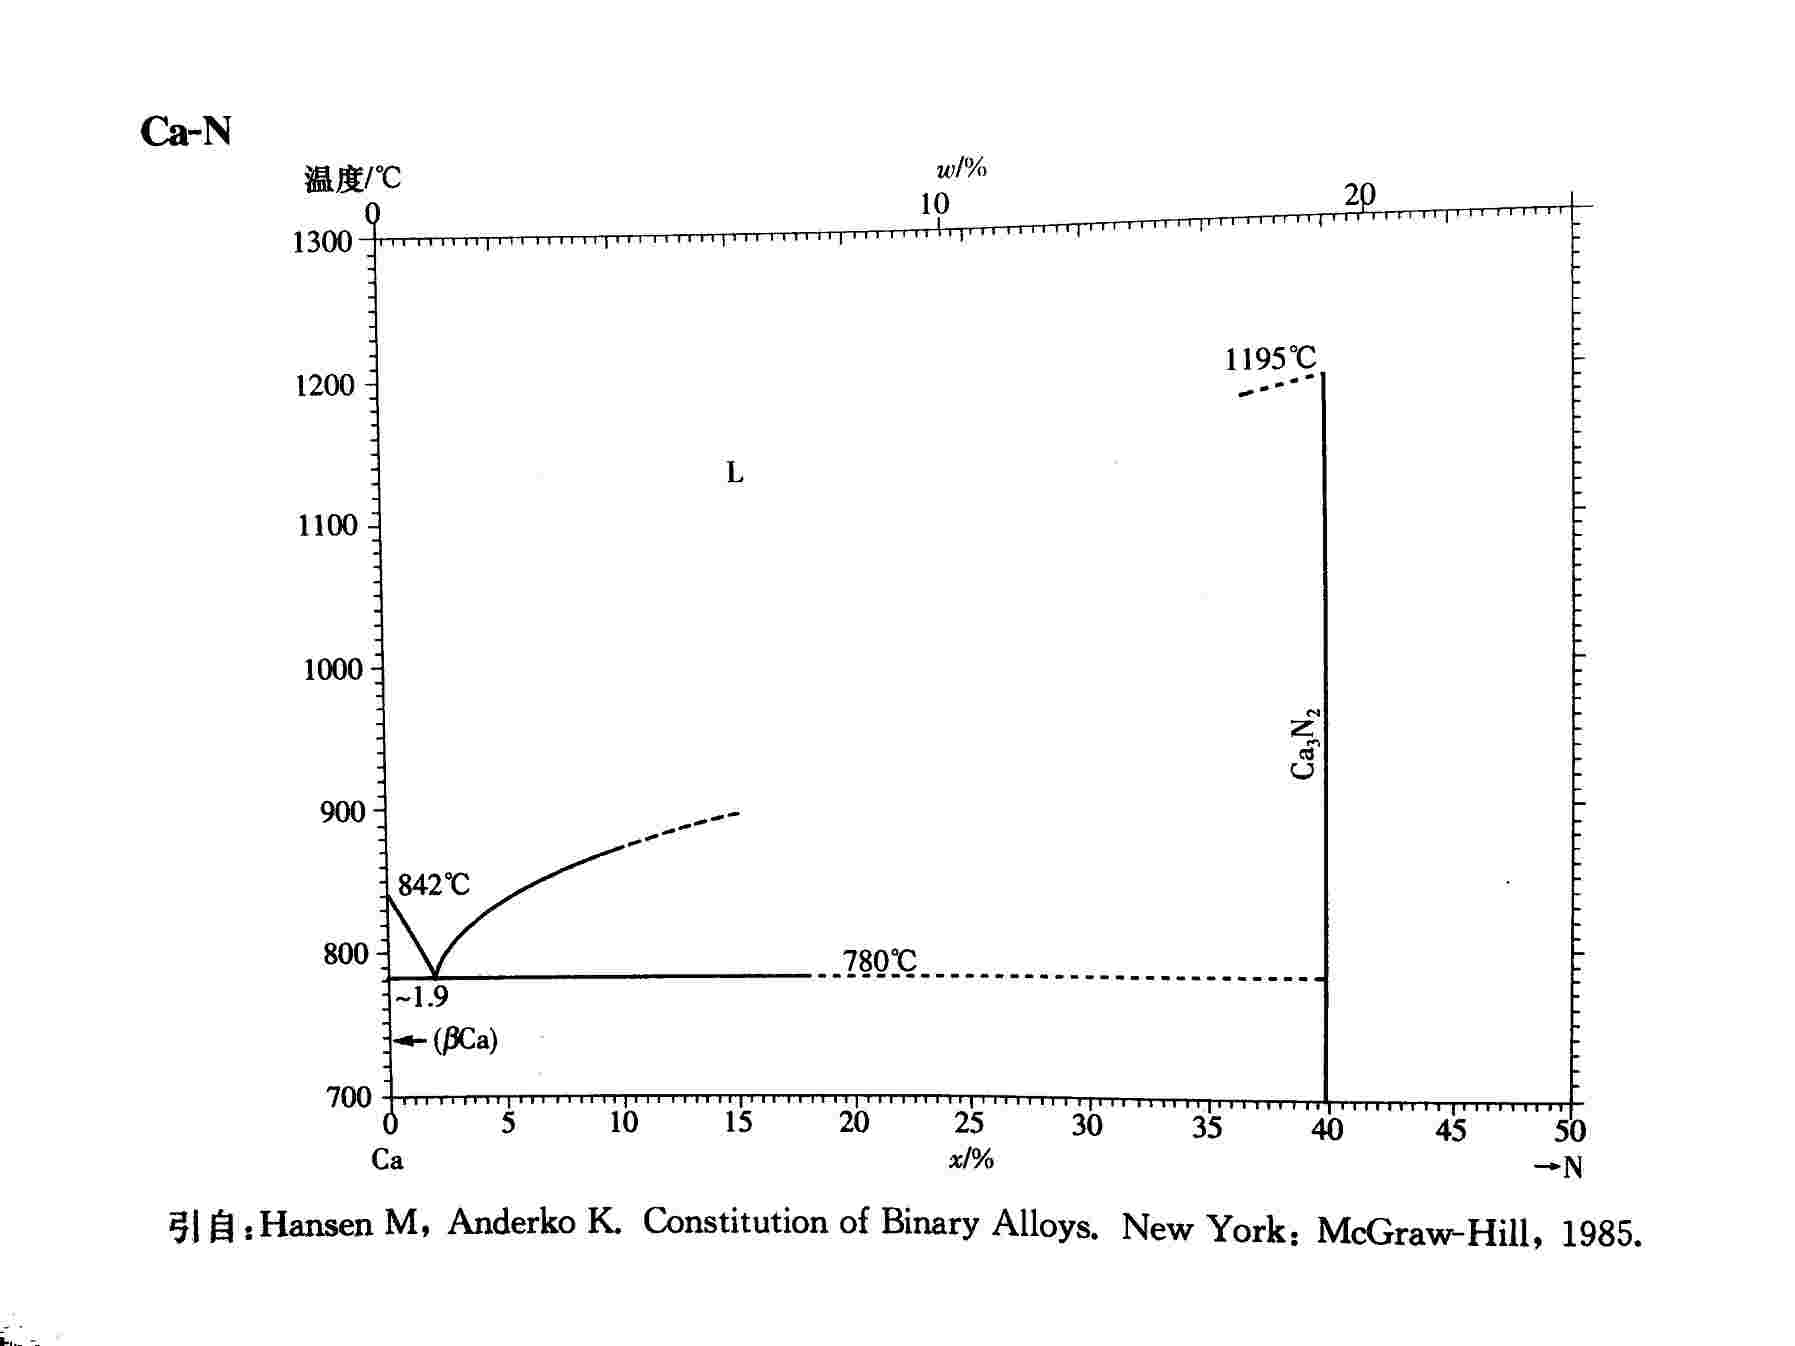 Ca-N
温度/℃
w/%
0 10 20
1300
1200
1195℃
L
1100
1000
Ca₃N₂
900
842℃
800
780℃
~1.9
(βCa)
700
0 5 10 15 20 25 30 35 40 45 50
Ca x/% →N
引自:Hansen M, Anderko K. Constitution of Binary Alloys. New York: McGraw-Hill, 1985.